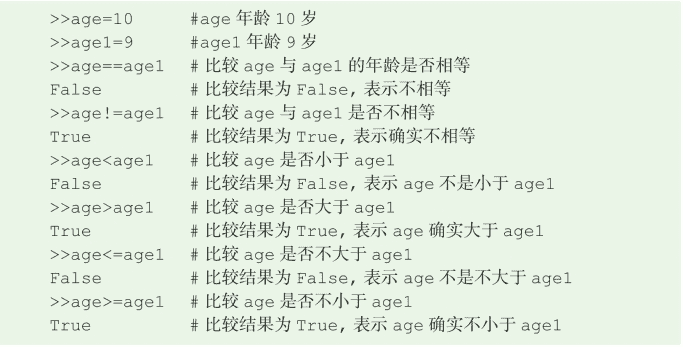 >>age=10 #age 年龄 10 岁
>>age1=9 #age1 年龄 9 岁
>>age==age1 # 比较 age 与 age1 的年龄是否相等
False # 比较结果为 False, 表示不相等
>>age!=age1 # 比较 age 与 age1 是否不相等
True # 比较结果为 True, 表示确实不相等
>>age<age1 # 比较 age 是否小于 age1
False # 比较结果为 False, 表示 age 不是小于 age1
>>age>age1 # 比较 age 是否大于 age1
True # 比较结果为 True, 表示 age 确实大于 age1
>>age<=age1 # 比较 age 是否不大于 age1
False # 比较结果为 False, 表示 age 不是不大于 age1
>>age>=age1 # 比较 age 是否不小于 age1
True # 比较结果为 True, 表示 age 确实不小于 age1